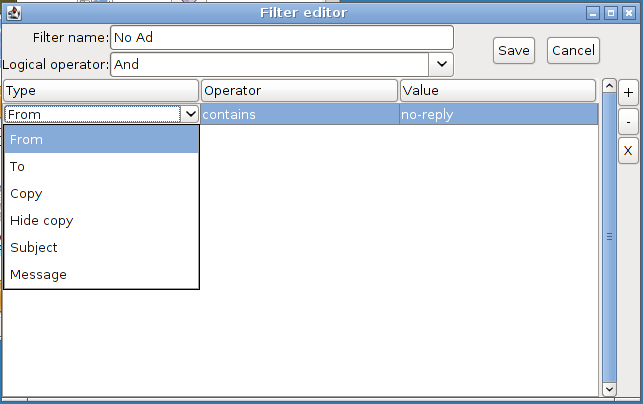 Filter editor
Filter name: No Ad
Save Cancel
Logical operator: And
Type Operator Value
From contains no-reply
+
-
X
From
To
Copy
Hide copy
Subject
Message